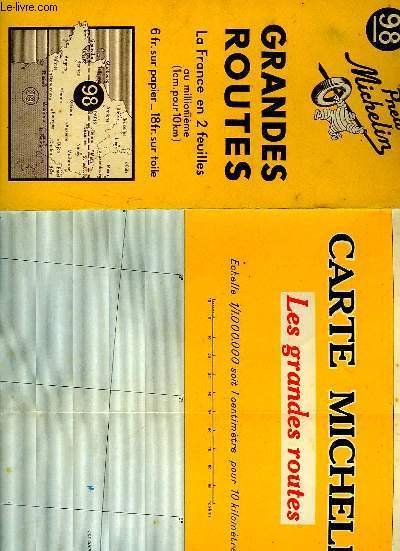 Le-livre.com
98
Pneu
Michelin
GRANDES
ROUTES
La France en 2 feuilles
au millionième
(1cm. pour 10km)
6 fr. sur papier _ 18 fr. sur toile
98
CARTE MICHELI
Les grandes routes
Echelle 1/1.000.000 soit 1 centimètre pour 10 kilomètre